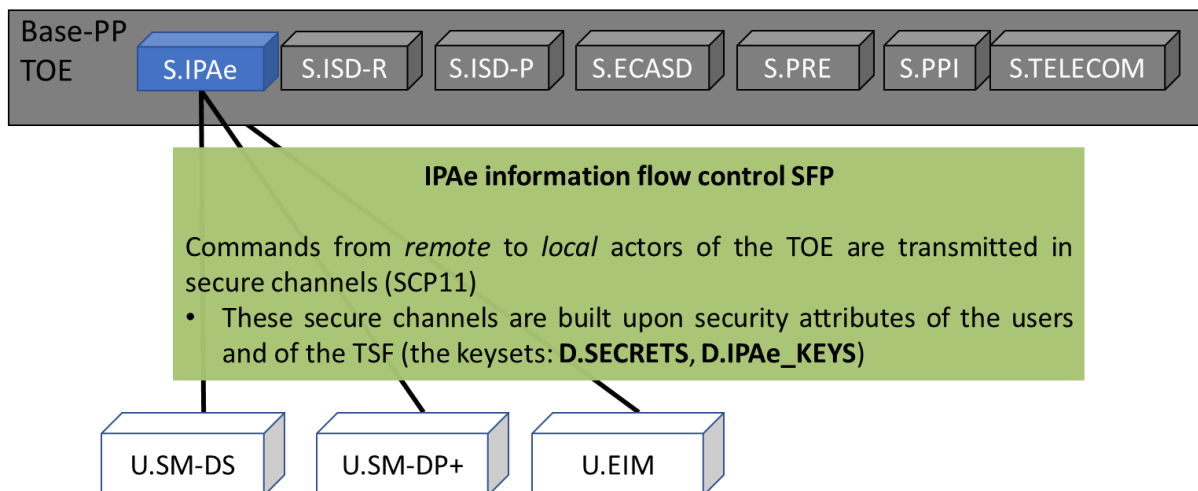 Base-PP
TOE
S.IPAe
S.ISD-R
S.ISD-P
S.ECASD
S.PRE
S.PPI
S.TELECOM
IPAe information flow control SFP
Commands from remote to local actors of the TOE are transmitted in
secure channels (SCP11)
• These secure channels are built upon security attributes of the users
and of the TSF (the keysets: D.SECRETS, D.IPAe_KEYS)
U.SM-DS
U.SM-DP+
U.EIM